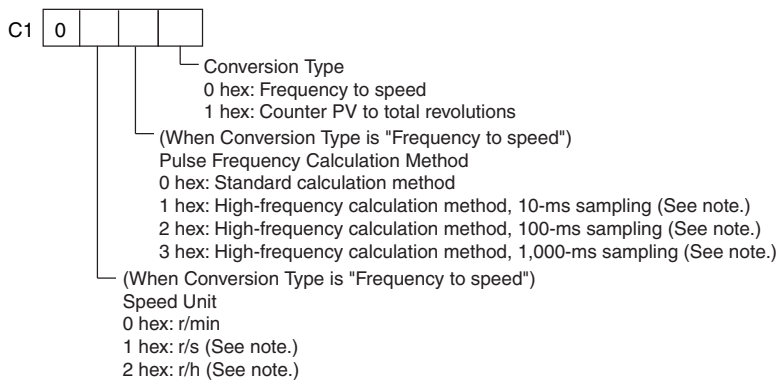 C1 0
Conversion Type
0 hex: Frequency to speed
1 hex: Counter PV to total revolutions
(When Conversion Type is "Frequency to speed")
Pulse Frequency Calculation Method
0 hex: Standard calculation method
1 hex: High-frequency calculation method, 10-ms sampling (See note.)
2 hex: High-frequency calculation method, 100-ms sampling (See note.)
3 hex: High-frequency calculation method, 1,000-ms sampling (See note.)
(When Conversion Type is "Frequency to speed")
Speed Unit
0 hex: r/min
1 hex: r/s (See note.)
2 hex: r/h (See note.)